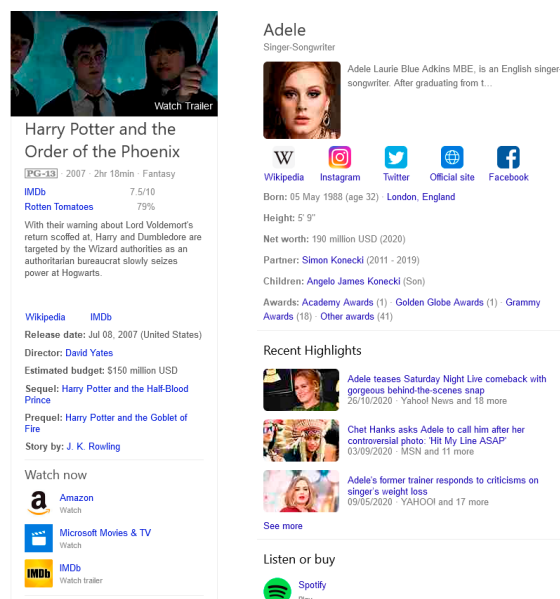 Watch Trailer
Harry Potter and the
Order of the Phoenix
PG-13 · 2007 · 2hr 18min · Fantasy
IMDb 7.5/10
Rotten Tomatoes 79%
With their warning about Lord Voldemort's
return scoffed at, Harry and Dumbledore are
targeted by the Wizard authorities as an
authoritarian bureaucrat slowly seizes
power at Hogwarts.
Wikipedia IMDb
Release date: Jul 08, 2007 (United States)
Director: David Yates
Estimated budget: $150 million USD
Sequel: Harry Potter and the Half-Blood
Prince
Prequel: Harry Potter and the Goblet of
Fire
Story by: J. K. Rowling
Watch now
a
Amazon
Watch
Microsoft Movies & TV
Watch
IMDb
IMDb
Watch trailer
Adele
Singer-Songwriter
Adele Laurie Blue Adkins MBE, is an English singer-
songwriter. After graduating from t…
W
Wikipedia Instagram Twitter Official site Facebook
Born: 05 May 1988 (age 32) · London, England
Height: 5' 9"
Net worth: 190 million USD (2020)
Partner: Simon Konecki (2011 - 2019)
Children: Angelo James Konecki (Son)
Awards: Academy Awards (1) · Golden Globe Awards (1) · Grammy
Awards (18) · Other awards (41)
Recent Highlights
Adele teases Saturday Night Live comeback with
gorgeous behind-the-scenes snap
26/10/2020 · Yahoo! News and 18 more
Chet Hanks asks Adele to call him after her
controversial photo: 'Hit My Line ASAP'
03/09/2020 · MSN and 11 more
Adele's former trainer responds to criticisms on
singer's weight loss
09/05/2020 · YAHOO! and 17 more
See more
Listen or buy
Spotify
Play